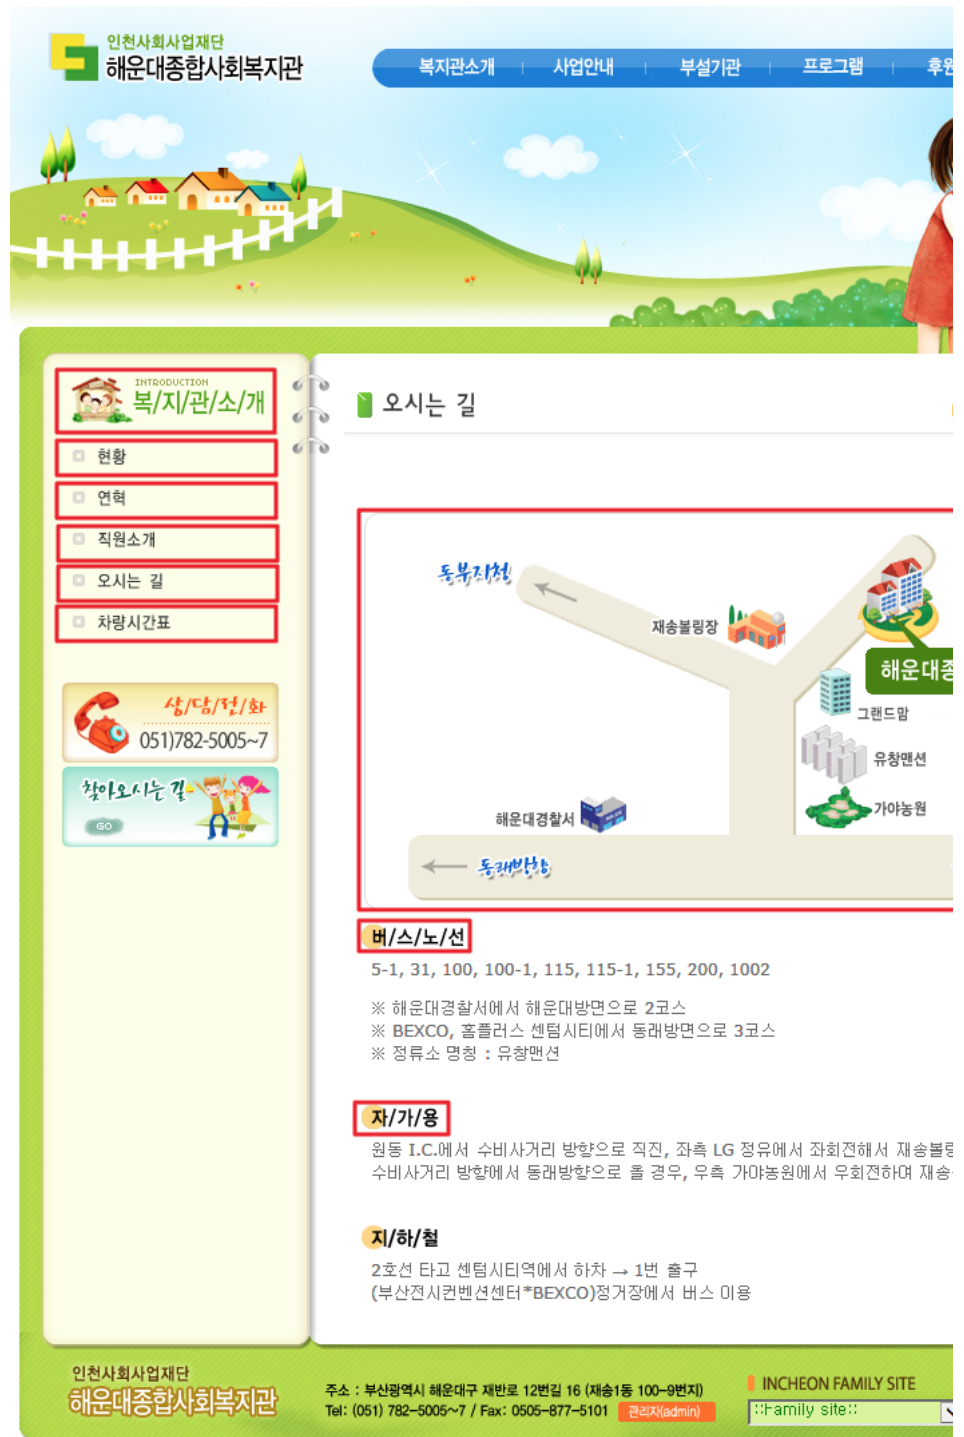 인천사회사업재단
해운대종합사회복지관
복지관소개
사업안내
부설기관
프로그램
후원
INTRODUCTION
복/지/관/소/개
현황
연혁
직원소개
오시는 길
차량시간표
상/담/전/화
051)782-5005~7
찾아오시는 길
GO
오시는 길
동부지청
재송볼링장
해운대종
그랜드맘
유창맨션
가야농원
해운대경찰서
동래방향
버/스/노/선
5-1, 31, 100, 100-1, 115, 115-1, 155, 200, 1002
※ 해운대경찰서에서 해운대방면으로 2코스
※ BEXCO, 홈플러스 센텀시티에서 동래방면으로 3코스
※ 정류소 명칭 : 유창맨션
자/가/용
원동 I.C.에서 수비사거리 방향으로 직진, 좌측 LG 정유에서 좌회전해서 재송볼링
수비사거리 방향에서 동래방향으로 올 경우, 우측 가야농원에서 우회전하여 재송
지/하/철
2호선 타고 센텀시티역에서 하차 → 1번 출구
(부산전시컨벤션센터*BEXCO)정거장에서 버스 이용
인천사회사업재단
해운대종합사회복지관
주소 : 부산광역시 해운대구 재반로 12번길 16 (재송1동 100-9번지)
Tel: (051) 782-5005~7 / Fax: 0505-877-5101 관리자(admin)
INCHEON FAMILY SITE
::Family site::